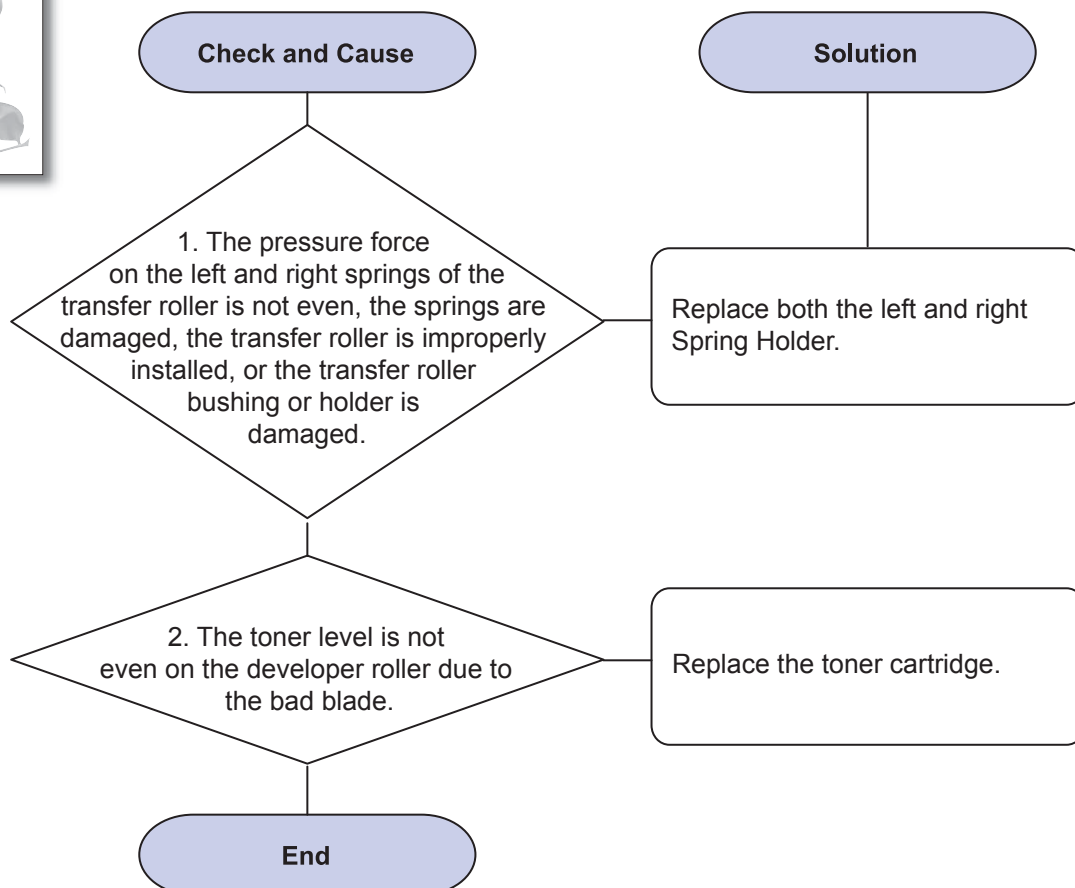 Check and Cause
Solution
1. The pressure force
on the left and right springs of the
transfer roller is not even, the springs are
damaged, the transfer roller is improperly
installed, or the transfer roller
bushing or holder is
damaged.
Replace both the left and right
Spring Holder.
2. The toner level is not
even on the developer roller due to
the bad blade.
Replace the toner cartridge.
End